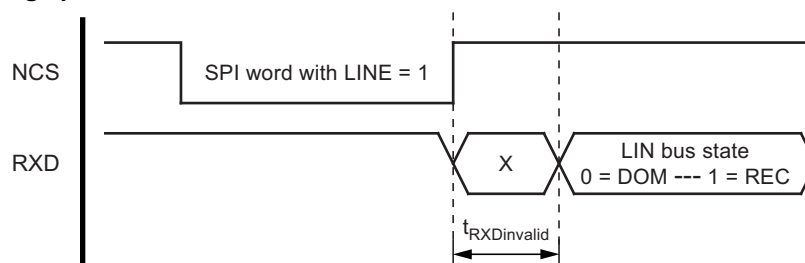 NCS
SPI word with LINE = 1
RXD
X
LIN bus state
0 = DOM --- 1 = REC
tRXDinvalid